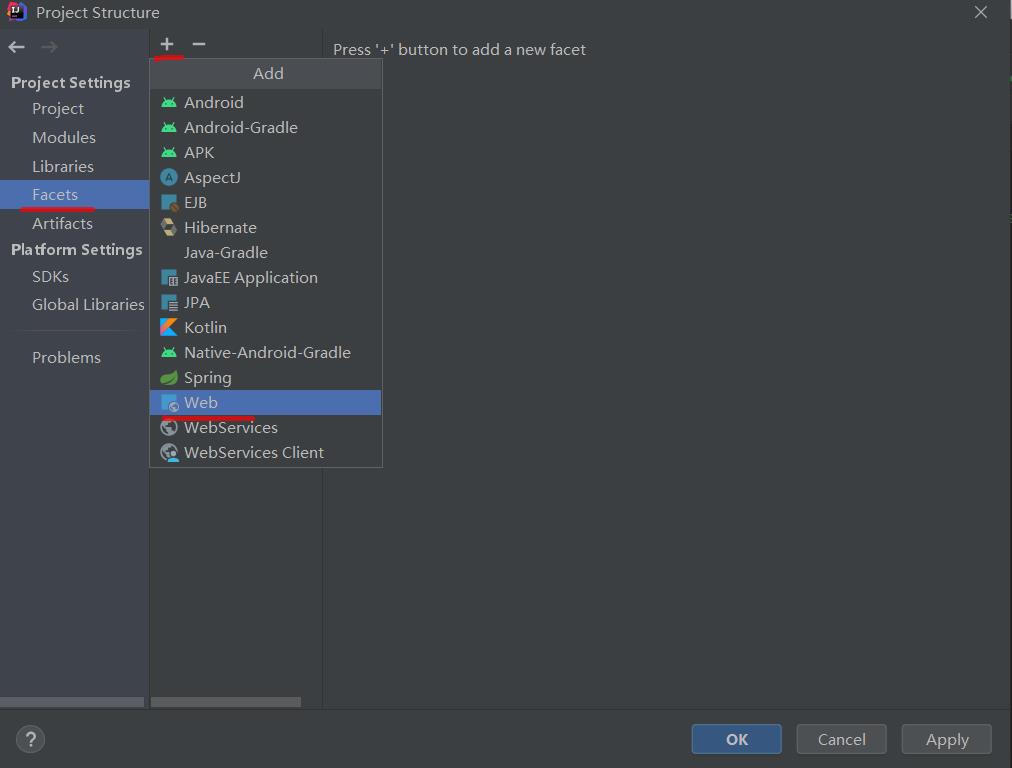 Project Structure
Project Settings
Project
Modules
Libraries
Facets
Artifacts
Platform Settings
SDKs
Global Libraries
Problems
Add
Android
Android-Gradle
APK
AspectJ
EJB
Hibernate
Java-Gradle
JavaEE Application
JPA
Kotlin
Native-Android-Gradle
Spring
Web
WebServices
WebServices Client
Press '+' button to add a new facet
?
OK
Cancel
Apply